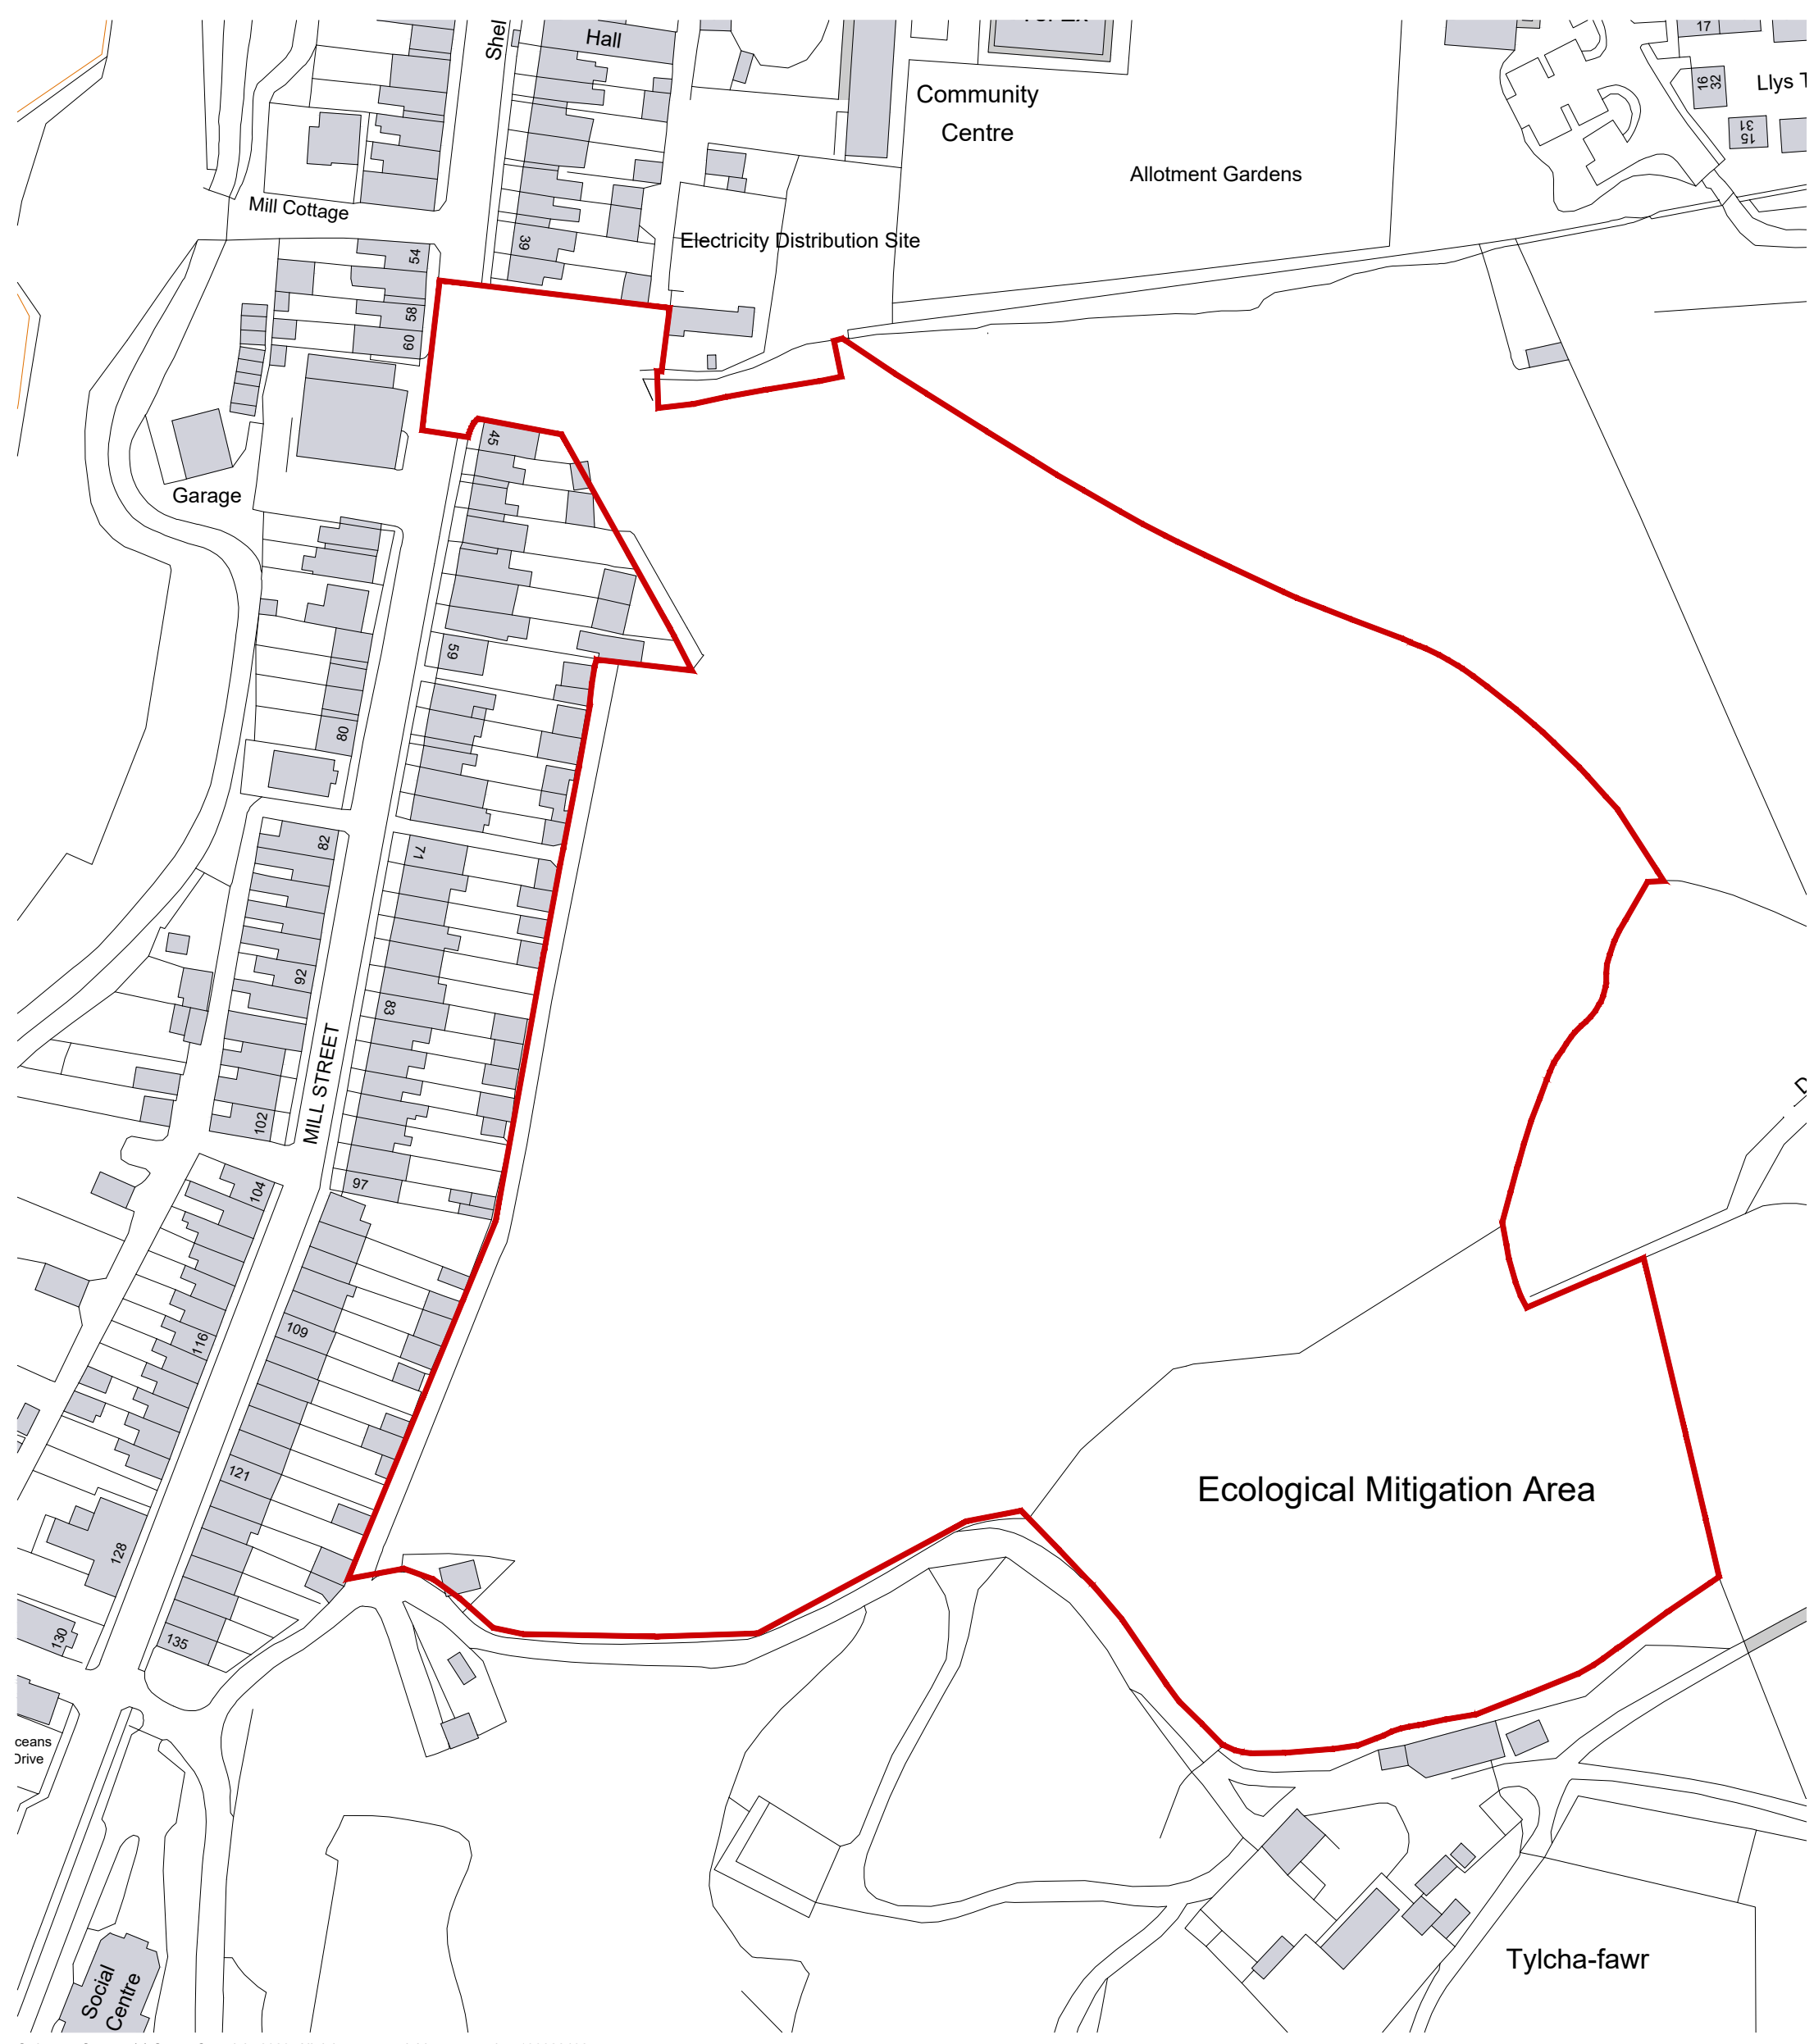 Hall
Community
Centre
Allotment Gardens
17
16
32
15
31
Mill Cottage
39
Electricity Distribution Site
54
58
60
45
Garage
59
80
82
71
92
83
MILL STREET
102
97
104
109
116
121
128
130
135
Ecological Mitigation Area
Social
Centre
Tylcha-fawr